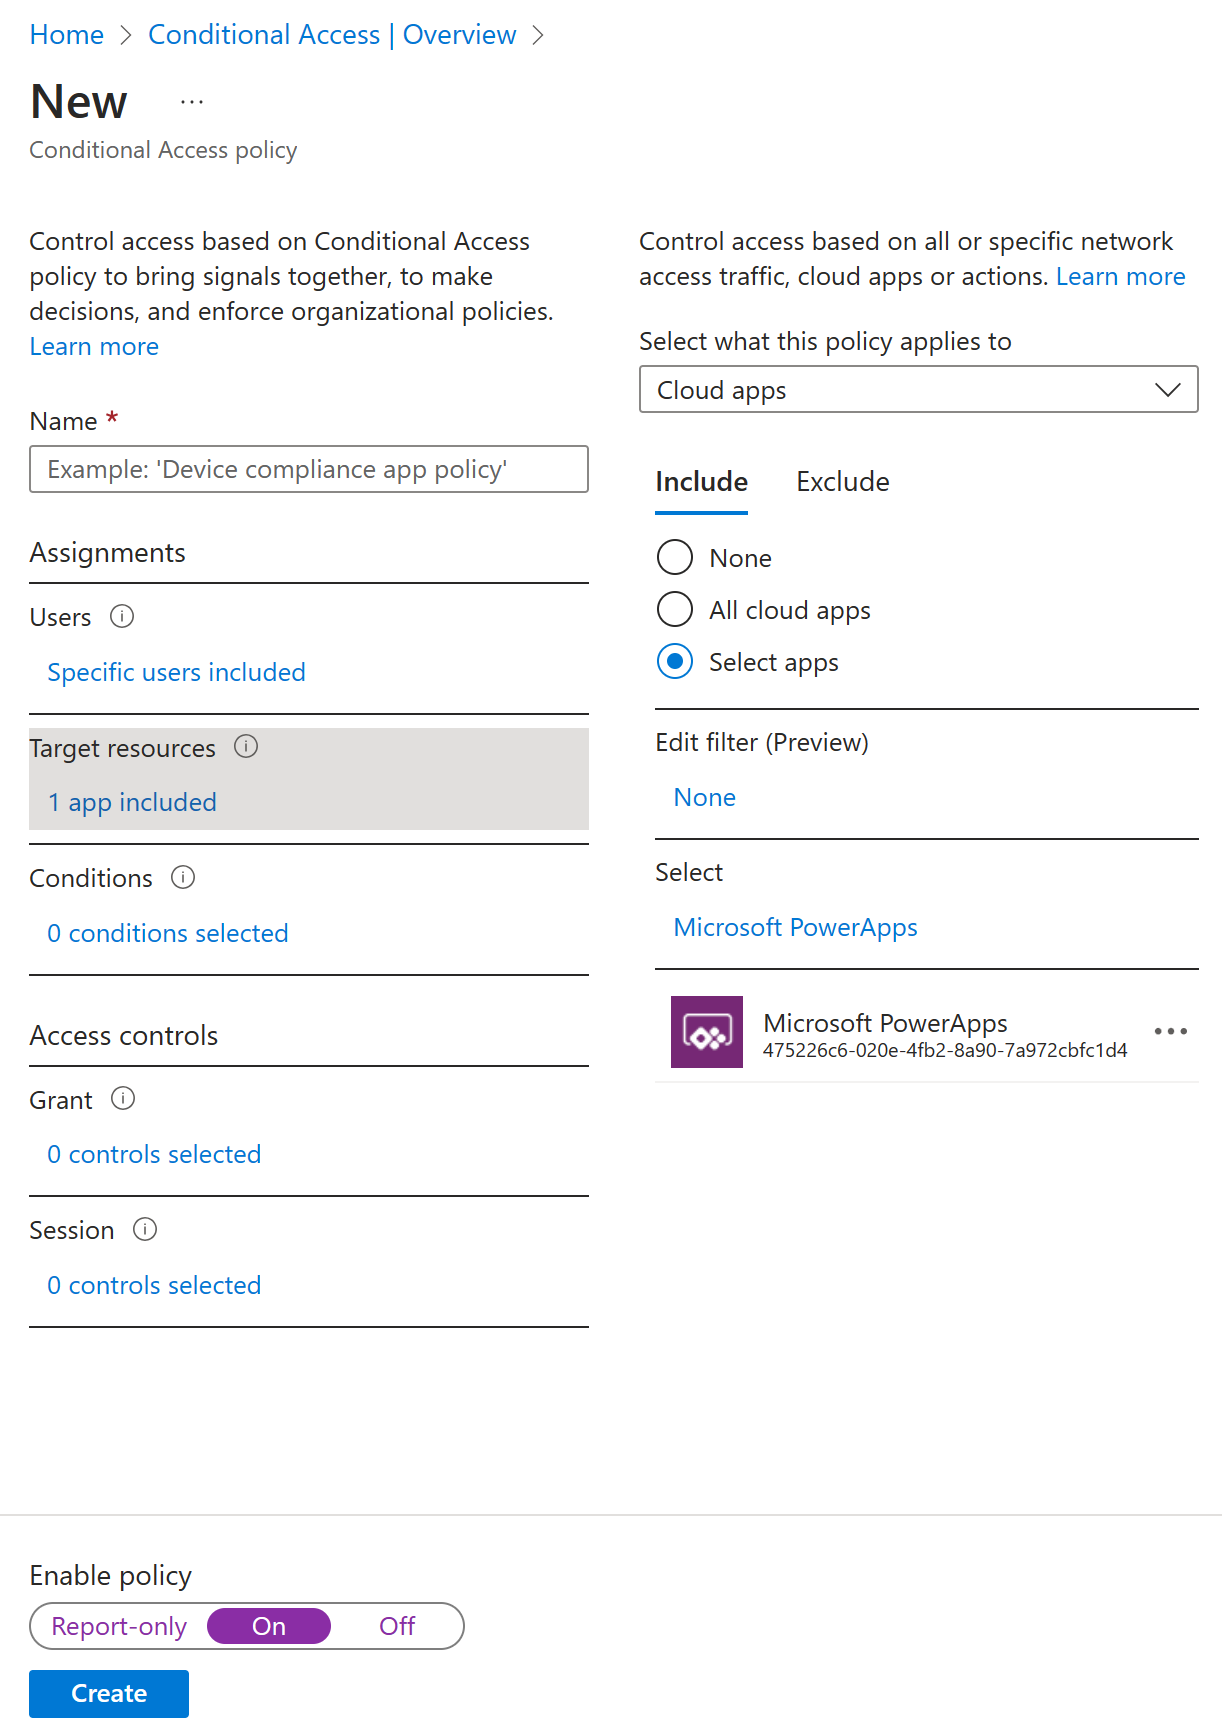 Home > Conditional Access | Overview >
New ...
Conditional Access policy
Control access based on Conditional Access
policy to bring signals together, to make
decisions, and enforce organizational policies.
Learn more
Name *
Example: 'Device compliance app policy'
Assignments
Users
Specific users included
Target resources
1 app included
Conditions
0 conditions selected
Access controls
Grant
0 controls selected
Session
0 controls selected
Control access based on all or specific network
access traffic, cloud apps or actions. Learn more
Select what this policy applies to
Cloud apps
Include Exclude
None
All cloud apps
Select apps
Edit filter (Preview)
None
Select
Microsoft PowerApps
Microsoft PowerApps
475226c6-020e-4fb2-8a90-7a972cbfc1d4
Enable policy
Report-only On Off
Create